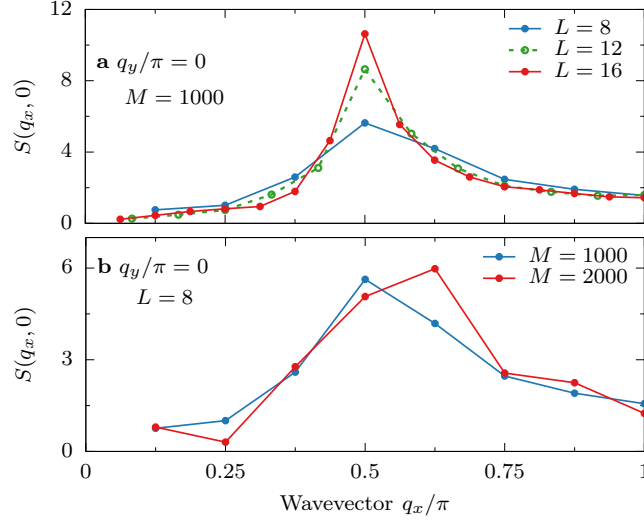 12
8
4
0
S(q_x, 0)
a q_y/π = 0
M = 1000
L = 8
L = 12
L = 16
6
3
0
S(q_x, 0)
b q_y/π = 0
L = 8
M = 1000
M = 2000
0 0.25 0.5 0.75 1
Wavevector q_x/π